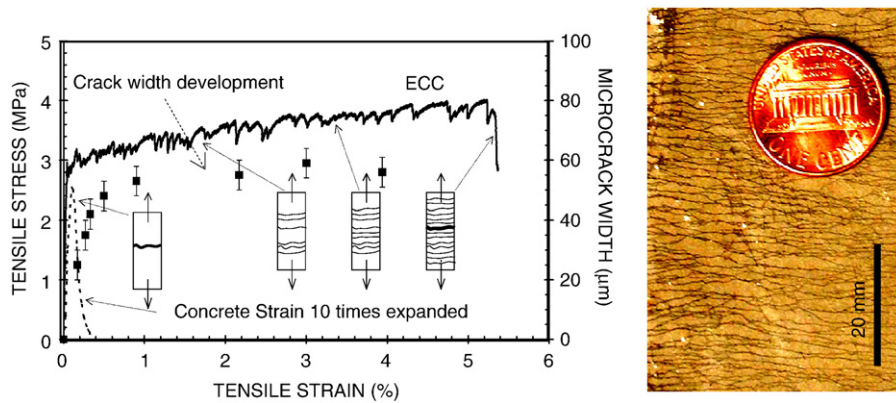 5
4
3
2
1
0
TENSILE STRESS (MPa)
Crack width development
ECC
Concrete Strain 10 times expanded
0
1
2
3
4
5
6
TENSILE STRAIN (%)
100
80
60
40
20
0
MICROCRACK WIDTH (μm)
UNITED STATES OF AMERICA
ONE CENT
20 mm